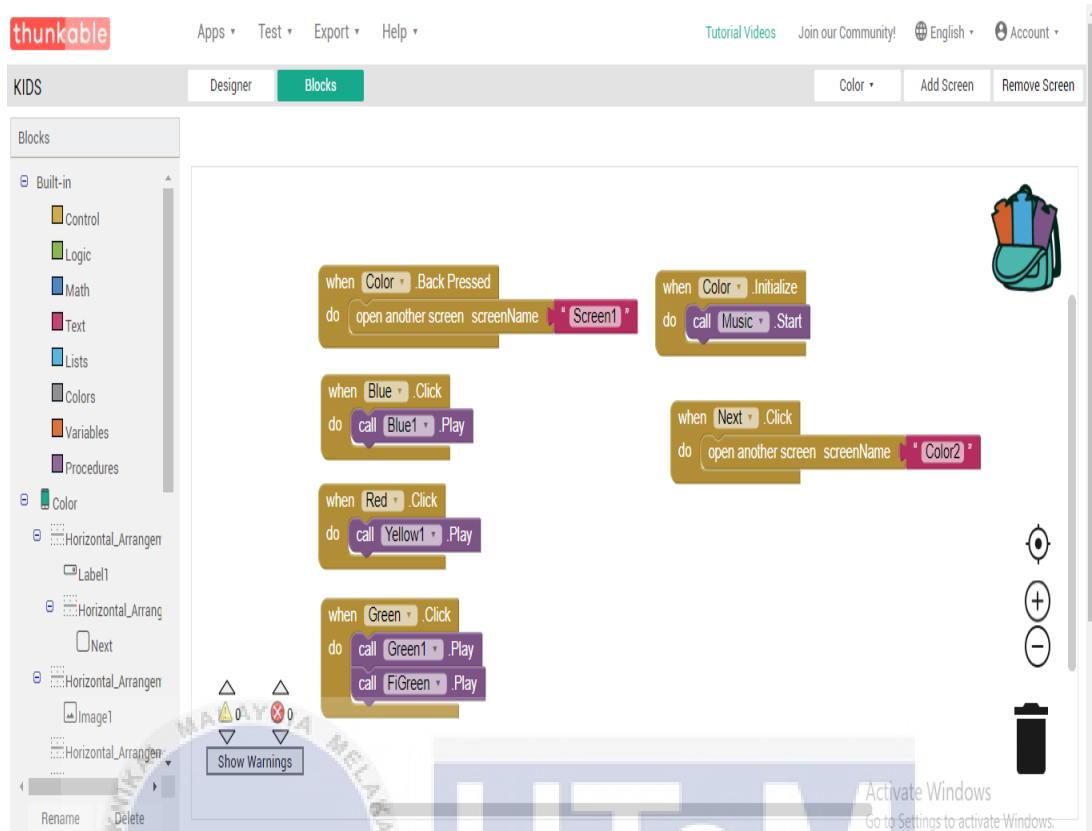 thunkable Apps Test Export Help Tutorial Videos Join our Community! English Account
KIDS Designer Blocks Color Add Screen Remove Screen
Blocks
Built-in
Control
Logic
Math
Text
Lists
Colors
Variables
Procedures
Color
Horizontal_Arrangem
Label1
Horizontal_Arrang
Next
Horizontal_Arrangem
Image1
Horizontal_Arrangem
Rename Delete
when Color .Back Pressed
do open another screen screenName " Screen1 "
when Blue .Click
do call Blue1 .Play
when Red .Click
do call Yellow1 .Play
when Green .Click
do call Green1 .Play
call FiGreen .Play
when Color .Initialize
do call Music .Start
when Next .Click
do open another screen screenName " Color2 "
0 0
Show Warnings
MALAYSIA MELAKA
Activate Windows
Go to Settings to activate Windows.